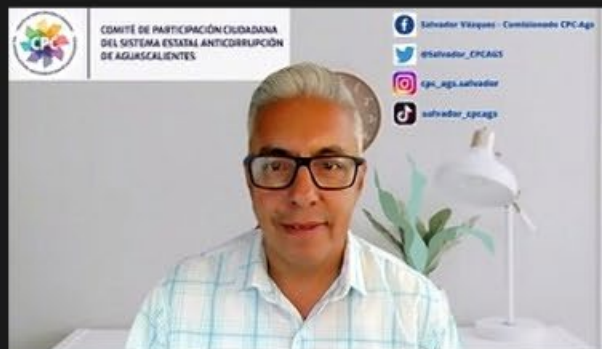 CPC
COMITÉ DE PARTICIPACIÓN CIUDADANA
DEL SISTEMA ESTATAL ANTICORRUPCIÓN
DE AGUASCALIENTES
Salvador Vázquez - Comisionado CPC-Ags
@Salvador_CPCAGS
cpc_ags.salvador
salvador_cpcags